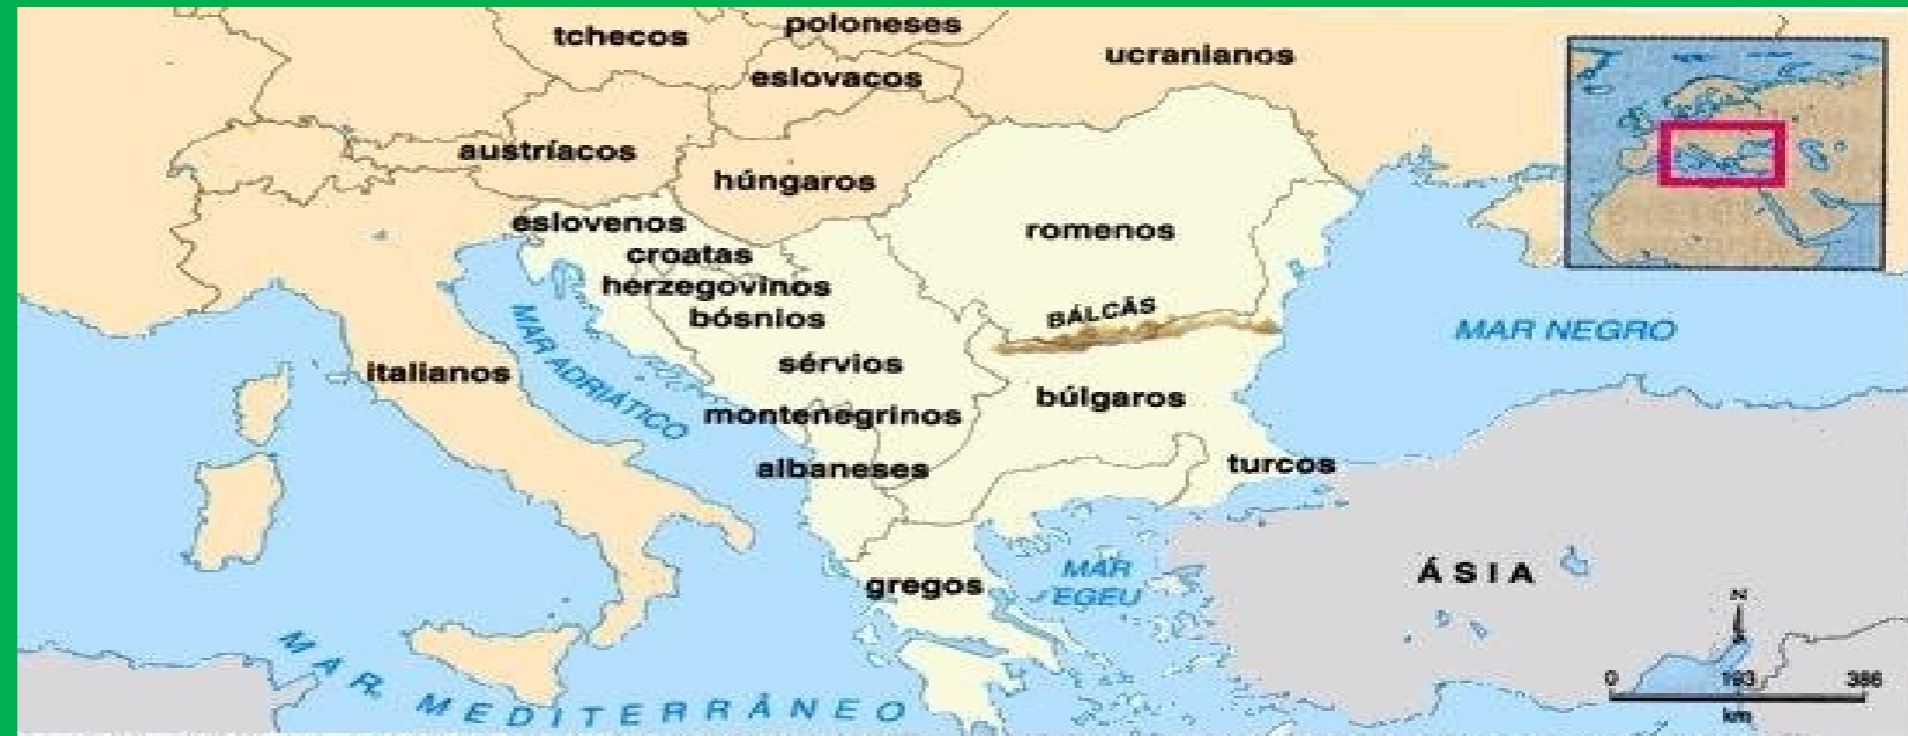 poloneses
tchecos
ucranianos
eslovacos
austríacos
húngaros
eslovenos
romenos
croatas
herzegovinos
BÁLCÃS
bósnios
MAR NEGRO
sérvios
italianos
MAR ADRIÁTICO
búlgaros
montenegrinos
turcos
albaneses
MAR
EGEU
ÁSIA
gregos
N
MAR MEDITERRÂNEO
0 193 386
km